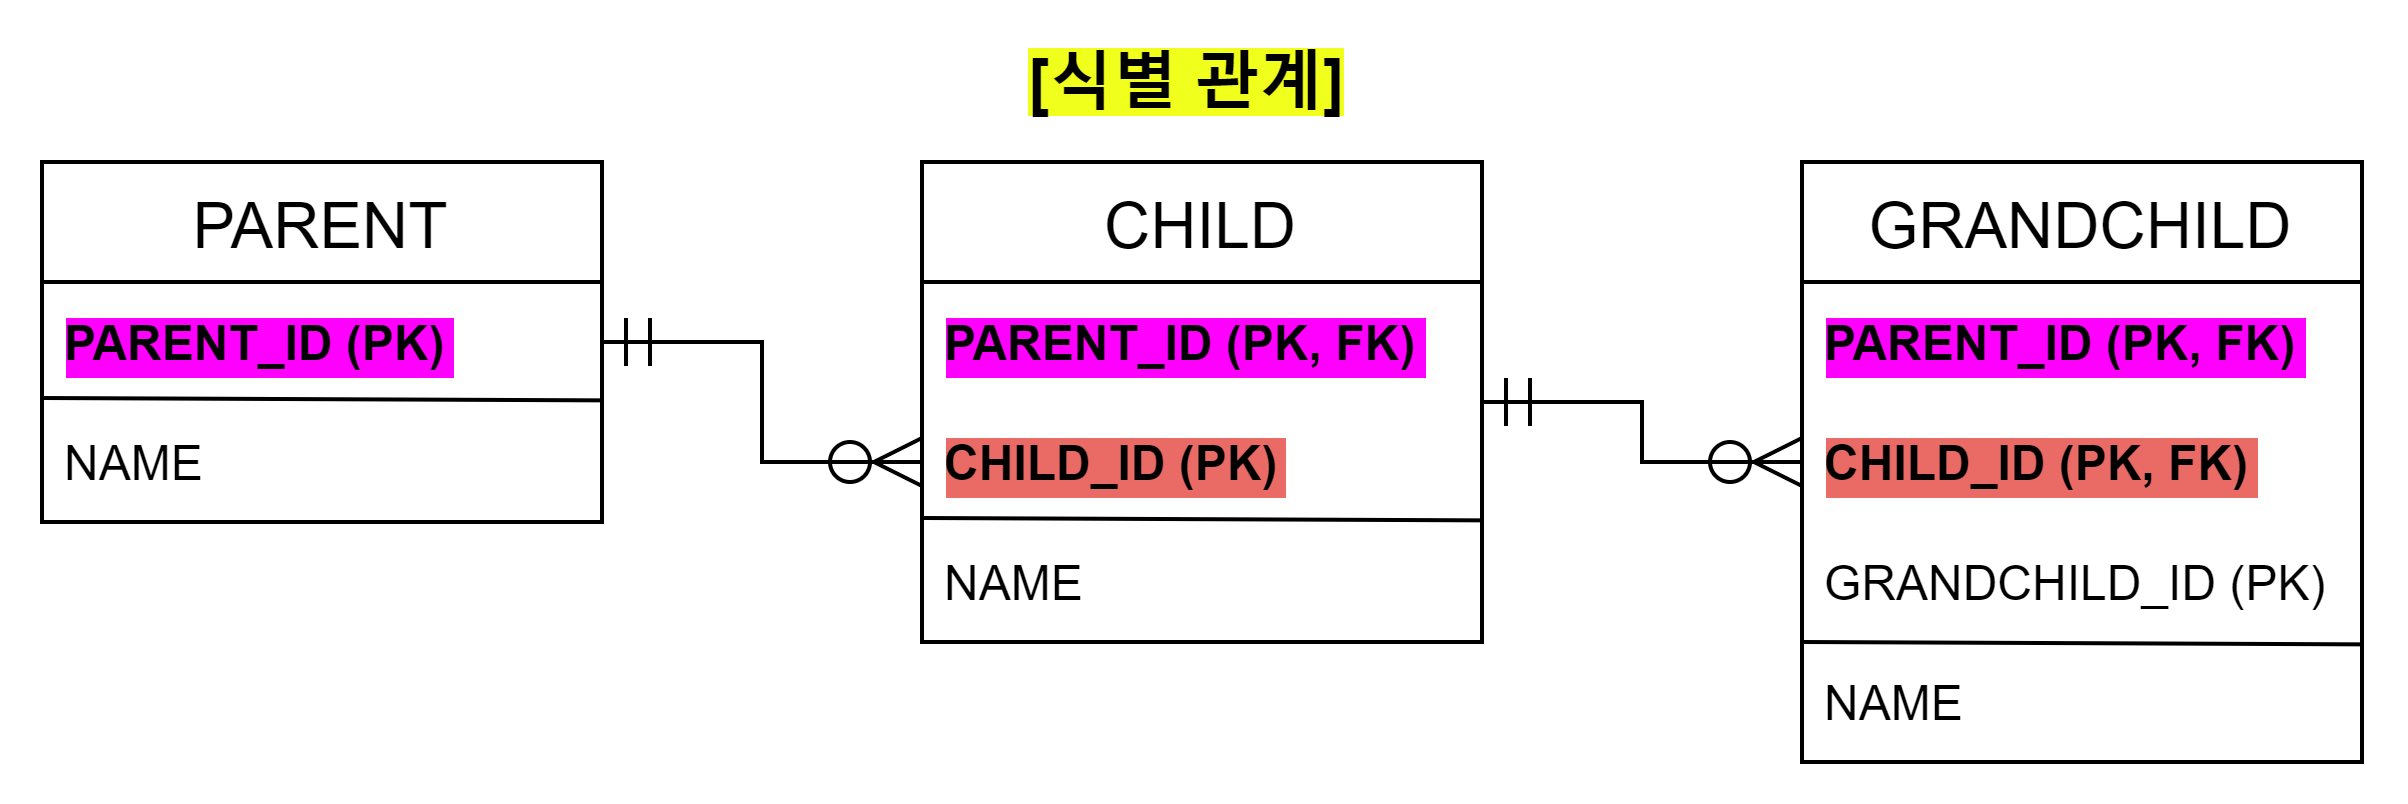 [식별 관계]
PARENT
PARENT_ID (PK)
NAME
CHILD
PARENT_ID (PK, FK)
CHILD_ID (PK)
NAME
GRANDCHILD
PARENT_ID (PK, FK)
CHILD_ID (PK, FK)
GRANDCHILD_ID (PK)
NAME